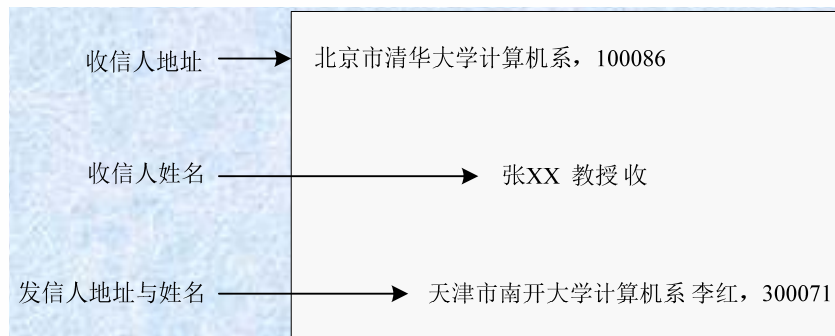 收信人地址 北京市清华大学计算机系，100086
收信人姓名 张XX 教授 收
发信人地址与姓名 天津市南开大学计算机系 李红，300071